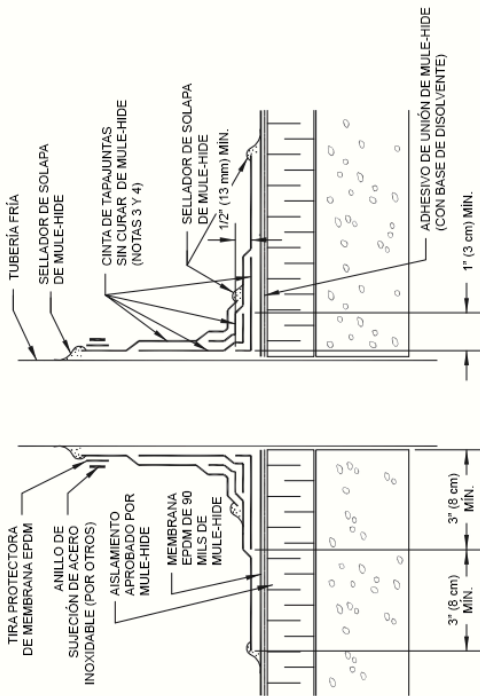 TUBERÍA FRÍA
SELLADOR DE SOLAPA
DE MULE-HIDE
CINTA DE TAPAJUNTAS
SIN CURAR DE MULE-HIDE
(NOTAS 3 Y 4)
SELLADOR DE SOLAPA
DE MULE-HIDE
1/2" (13 mm) MÍN.
ADHESIVO DE UNIÓN DE MULE-HIDE
(CON BASE DE DISOLVENTE)
1" (3 cm) MÍN.
TIRA PROTECTORA
DE MEMBRANA EPDM
ANILLO DE
SUJECIÓN DE ACERO
INOXIDABLE (POR OTROS)
AISLAMIENTO
APROBADO POR
MULE-HIDE
MEMBRANA
EPDM DE 90
MILS DE
MULE-HIDE
3" (8 cm)
MÍN.
3" (8 cm)
MÍN.